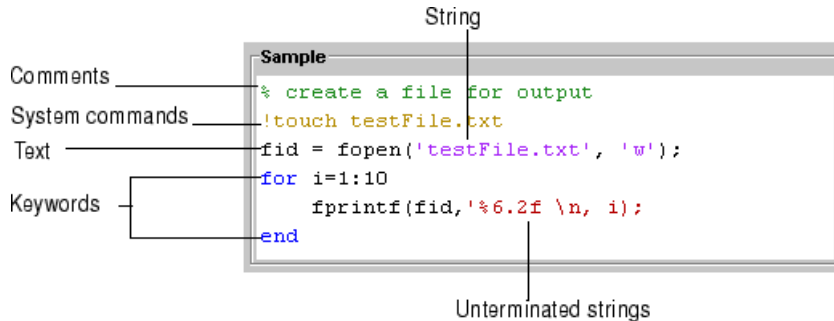 String
Sample
Comments
% create a file for output
System commands
!touch testFile.txt
Text
fid = fopen('testFile.txt', 'w');
for i=1:10
Keywords
fprintf(fid,'%6.2f \n, i);
end
Unterminated strings